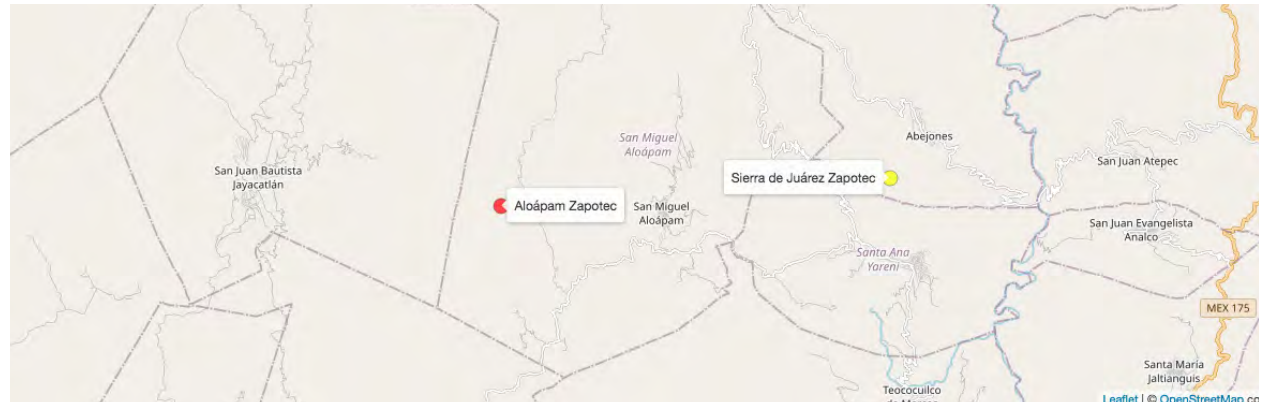 San Juan Bautista
Jayacatlán
Aloápam Zapotec
San Miguel
Aloápam
San Miguel
Aloápam
Sierra de Juárez Zapotec
Abejones
San Juan Atepec
San Juan Evangelista
Analco
Santa Ana
Yareni
MEX 175
Santa María
Jaltianguis
Teococuilco
Leaflet | © OpenStreetMap co